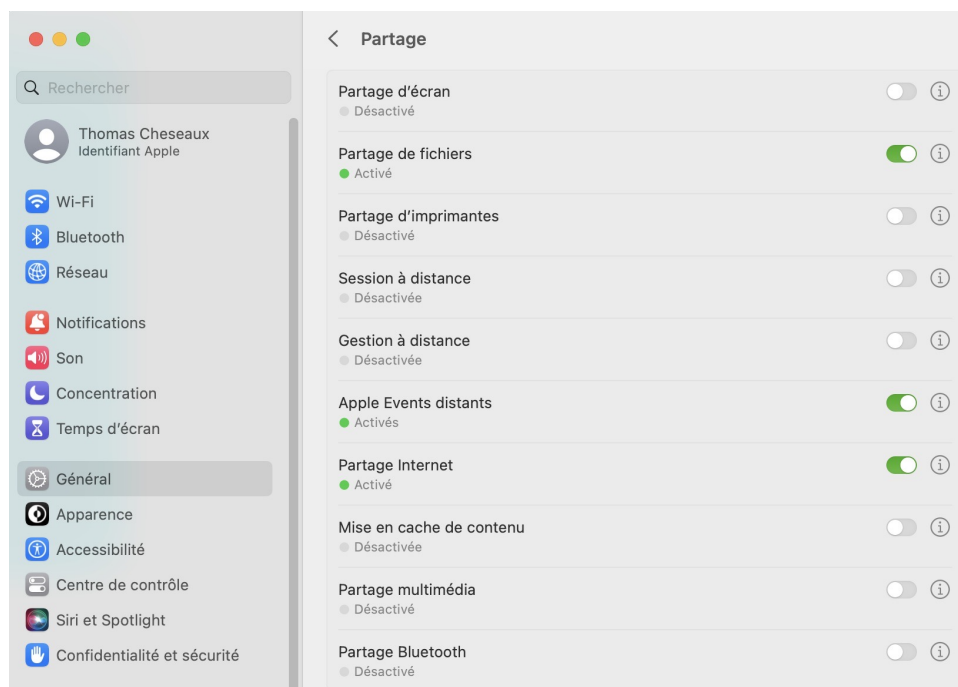 Partage
Rechercher
Thomas Cheseaux
Identifiant Apple
Wi-Fi
Bluetooth
Réseau
Notifications
Son
Concentration
Temps d'écran
Général
Apparence
Accessibilité
Centre de contrôle
Siri et Spotlight
Confidentialité et sécurité
Partage d'écran
Désactivé
Partage de fichiers
Activé
Partage d'imprimantes
Désactivé
Session à distance
Désactivée
Gestion à distance
Désactivée
Apple Events distants
Activés
Partage Internet
Activé
Mise en cache de contenu
Désactivée
Partage multimédia
Désactivé
Partage Bluetooth
Désactivé